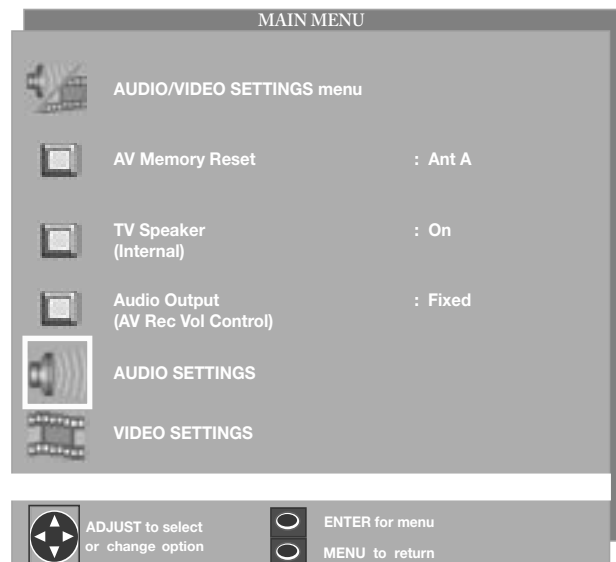 MAIN MENU
AUDIO/VIDEO SETTINGS menu
AV Memory Reset : Ant A
TV Speaker : On
(Internal)
Audio Output : Fixed
(AV Rec Vol Control)
AUDIO SETTINGS
VIDEO SETTINGS
ADJUST to select
or change option
ENTER for menu
MENU to return